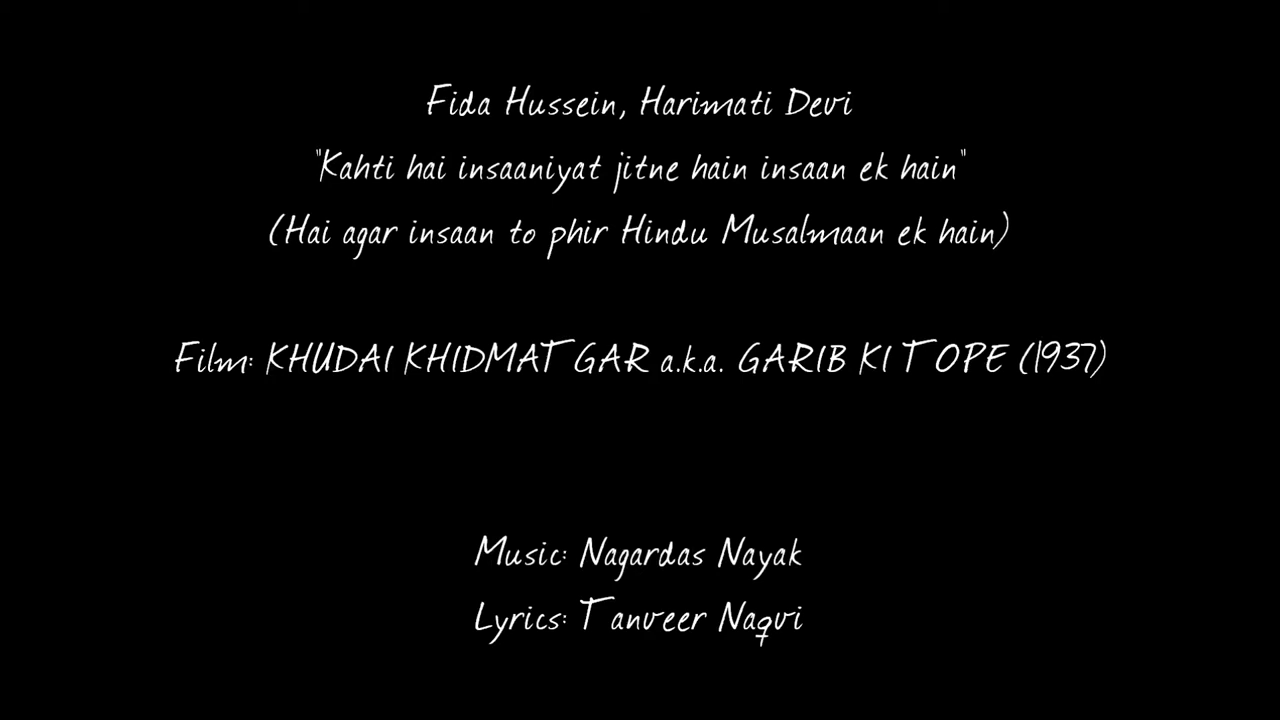 Fida Hussein, Harimati Devi
"Kahti hai insaaniyat jitne hain insaan ek hain"
(Hai agar insaan to phir Hindu Musalmaan ek hain)
Film: KHUDAI KHIDMAT GAR a.k.a. GARIB KI TOPE (1937)
Music: Nagardas Nayak
Lyrics: Tanveer Naqvi